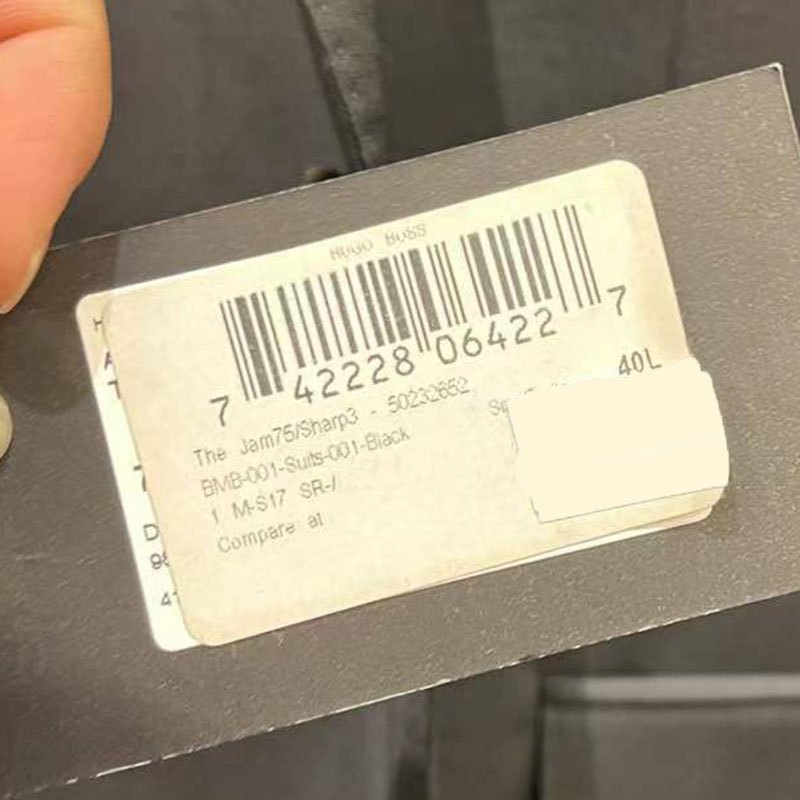 HUGO BOSS
7 42228 06422 7
The Jam75/Sharp3 - 50232652
40L
BMB-001-Suits-001-Black
1 M-S17 SR-/
Compare at